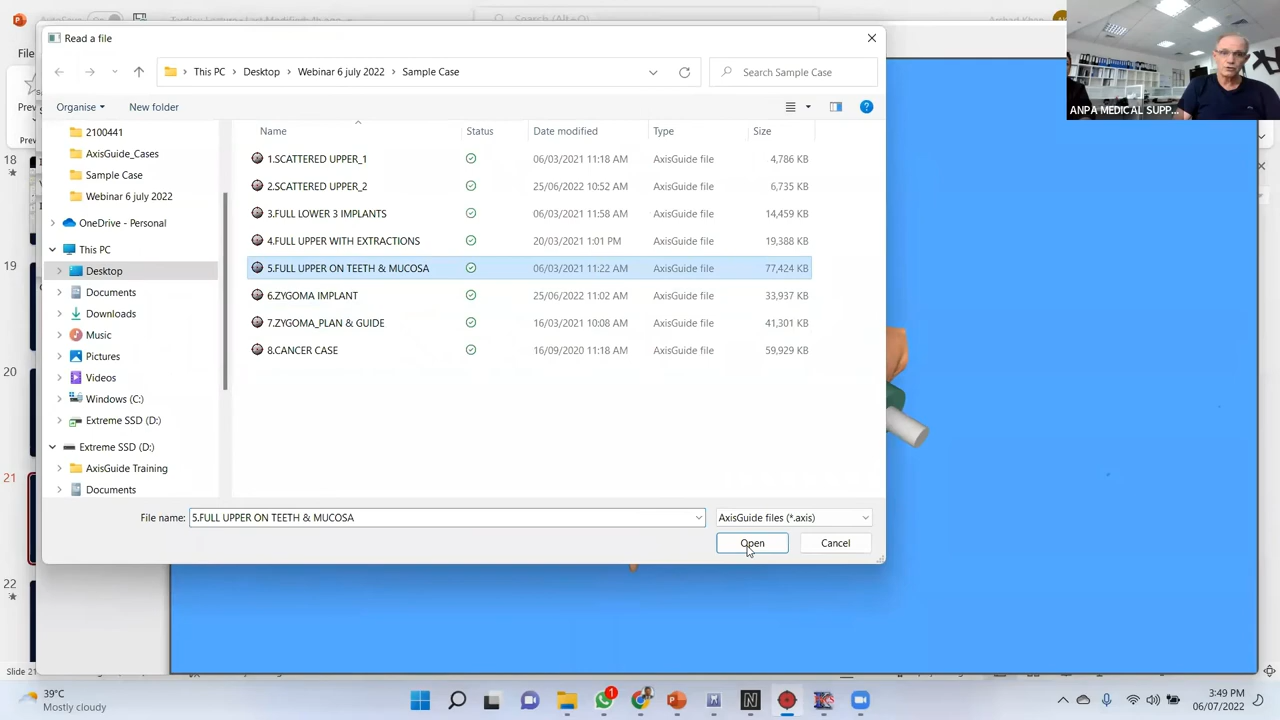 Read a file
This PC
Desktop
Webinar 6 july 2022
Sample Case
Search Sample Case
Organise
New folder
Name
Status
Date modified
Type
Size
2100441
AxisGuide_Cases
Sample Case
Webinar 6 july 2022
OneDrive - Personal
This PC
Desktop
Documents
Downloads
Music
Pictures
Videos
Windows (C:)
Extreme SSD (D:)
Extreme SSD (D:)
AxisGuide Training
Documents
1.SCATTERED UPPER_1 06/03/2021 11:18 AM AxisGuide file 4,786 KB
2.SCATTERED UPPER_2 25/06/2022 10:52 AM AxisGuide file 6,735 KB
3.FULL LOWER 3 IMPLANTS 06/03/2021 11:58 AM AxisGuide file 14,459 KB
4.FULL UPPER WITH EXTRACTIONS 20/03/2021 1:01 PM AxisGuide file 19,388 KB
5.FULL UPPER ON TEETH & MUCOSA 06/03/2021 11:22 AM AxisGuide file 77,424 KB
6.ZYGOMA IMPLANT 25/06/2022 11:02 AM AxisGuide file 33,937 KB
7.ZYGOMA_PLAN & GUIDE 16/03/2021 10:08 AM AxisGuide file 41,301 KB
8.CANCER CASE 16/09/2020 11:18 AM AxisGuide file 59,929 KB
File name:
5.FULL UPPER ON TEETH & MUCOSA
AxisGuide files (*.axis)
Open
Cancel
ANPA MEDICAL SUPP...
18
19
20
21
22
Slide 21
39°C
Mostly cloudy
1
3:49 PM
06/07/2022